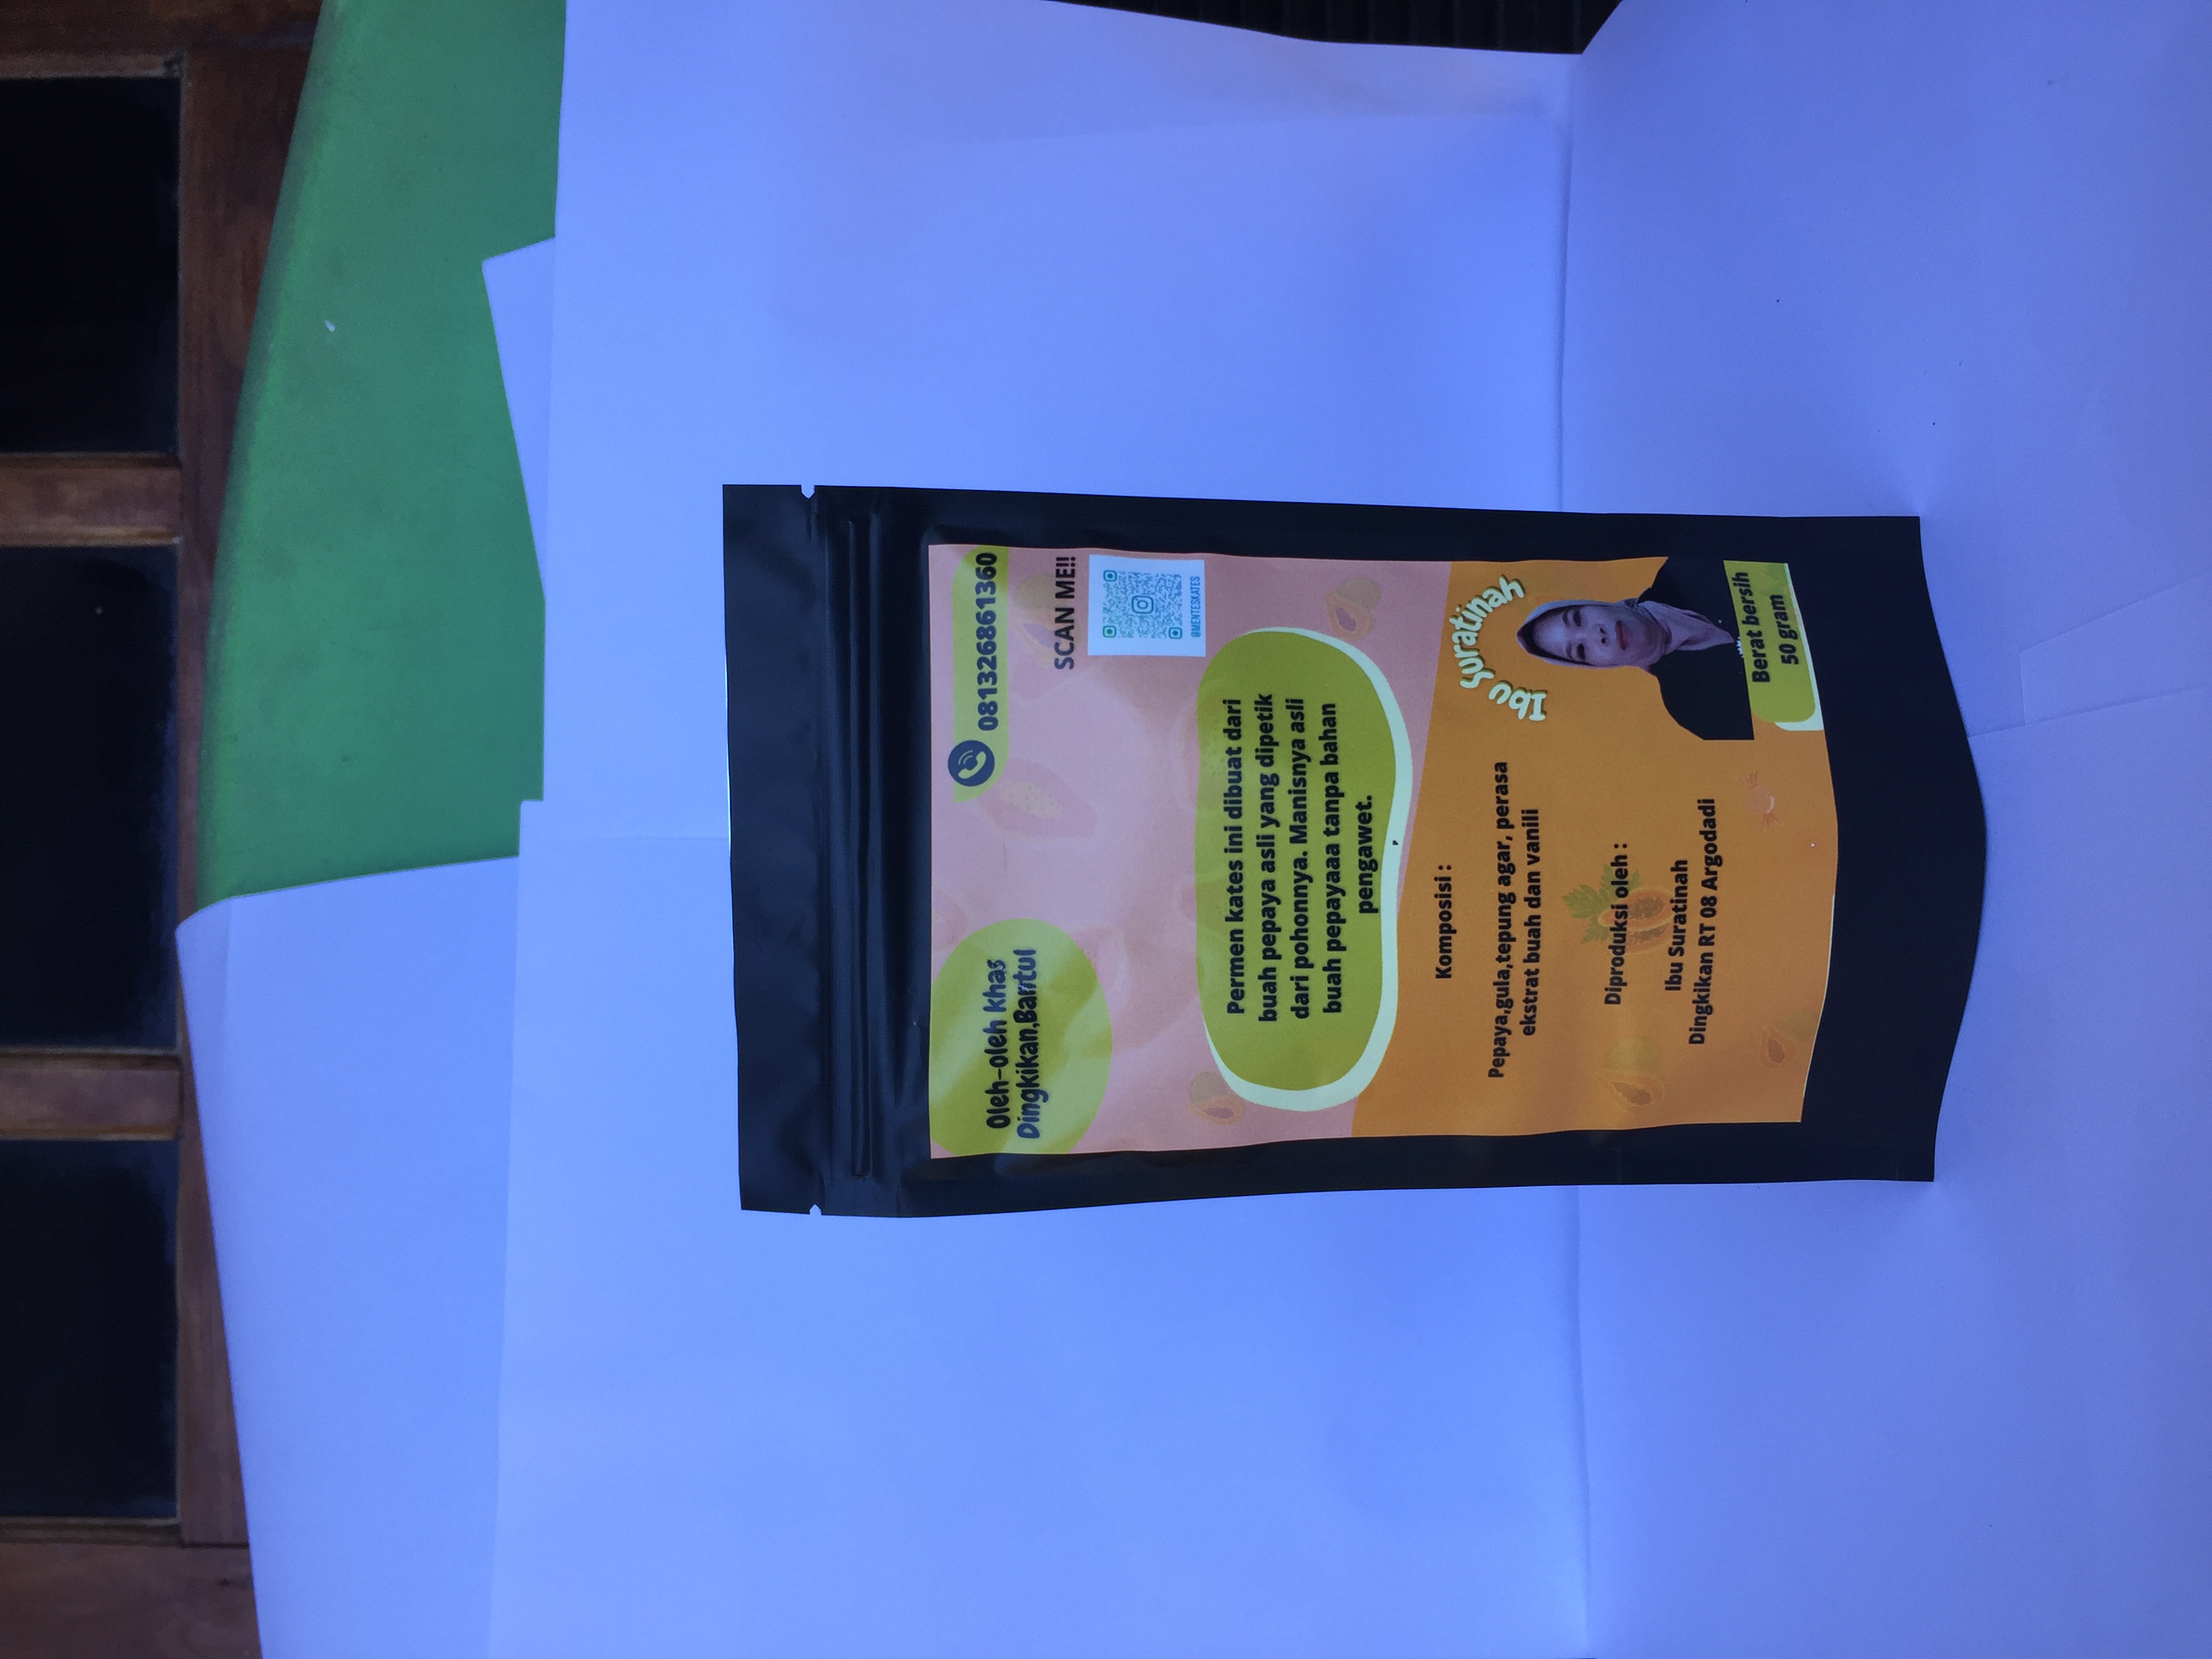 Oleh-oleh khas
Dingkikan,Bantul
081326861360
SCAN ME!!
@MENTESKATES
Permen kates ini dibuat dari
buah pepaya asli yang dipetik
dari pohonnya. Manisnya asli
buah pepayaaa tanpa bahan
pengawet.
P
Komposisi :
Pepaya,gula,tepung agar, perasa
ekstrat buah dan vanili
Diproduksi oleh :
Ibu Suratinah
Dingkikan RT 08 Argodadi
Ibu Suratinah
Berat bersih
50 gram